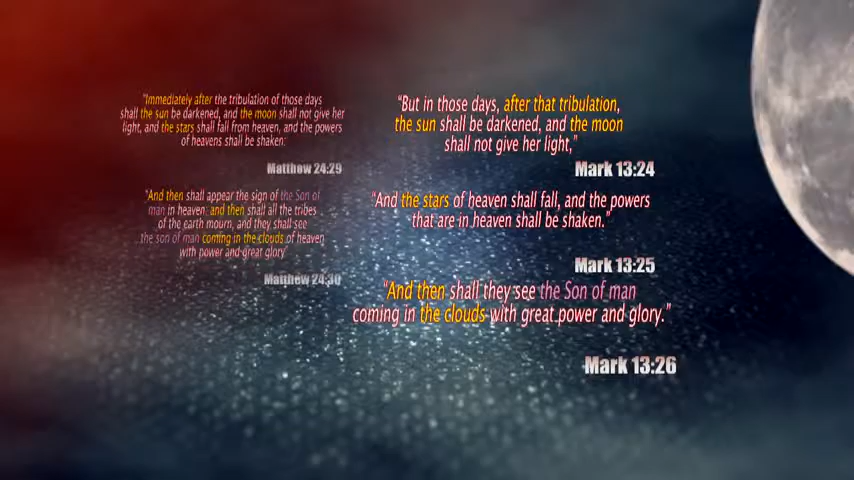 "Immediately after the tribulation of those days
shall the sun be darkened, and the moon shall not give her
light, and the stars shall fall from heaven, and the powers
of heavens shall be shaken:
Matthew 24:29
"And then shall appear the sign of the Son of
man in heaven: and then shall all the tribes
of the earth mourn, and they shall see
the son of man coming in the clouds of heaven
with power and great glory"
Matthew 24:30
"But in those days, after that tribulation,
the sun shall be darkened, and the moon
shall not give her light,"
Mark 13:24
"And the stars of heaven shall fall, and the powers
that are in heaven shall be shaken."
Mark 13:25
"And then shall they see the Son of man
coming in the clouds with great power and glory."
Mark 13:26